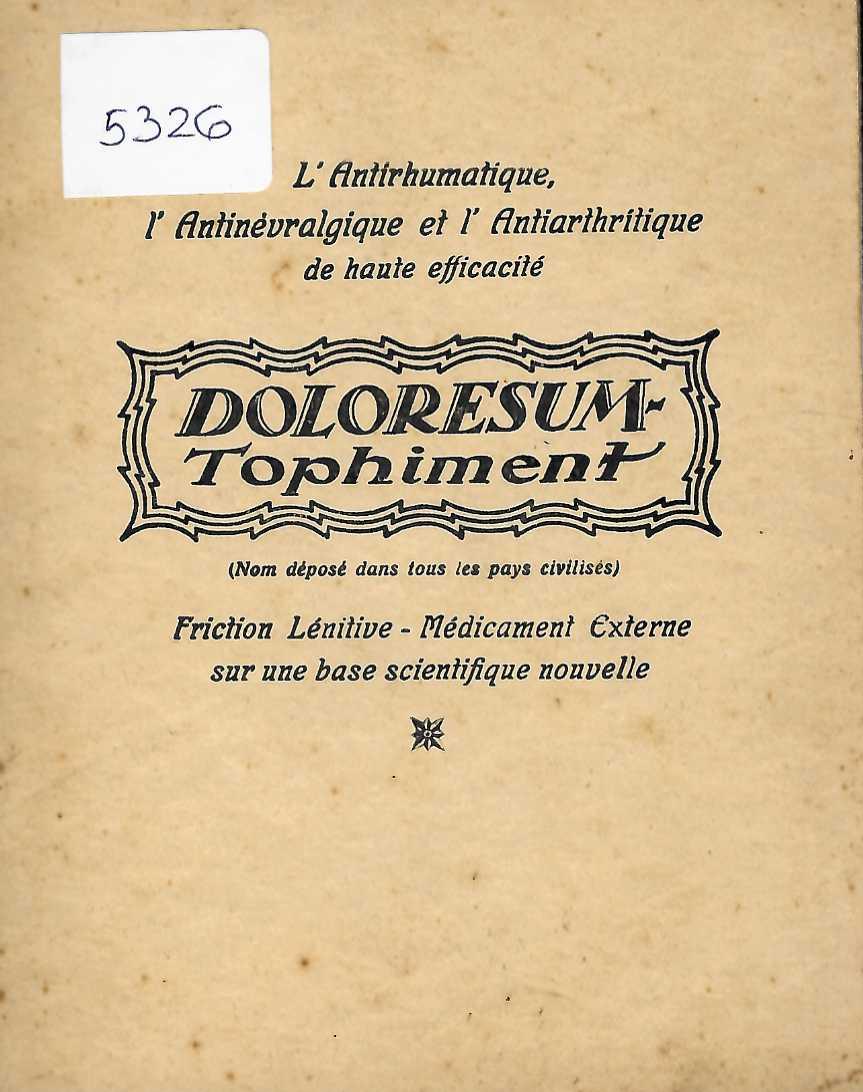 5326
L' Antirhumatique,
l' Antinévralgique et l' Antiarthritique
de haute efficacité
DOLORESUM-
Tophiment
(Nom déposé dans tous les pays civilisés)
Friction Lénitive - Médicament Externe
sur une base scientifique nouvelle